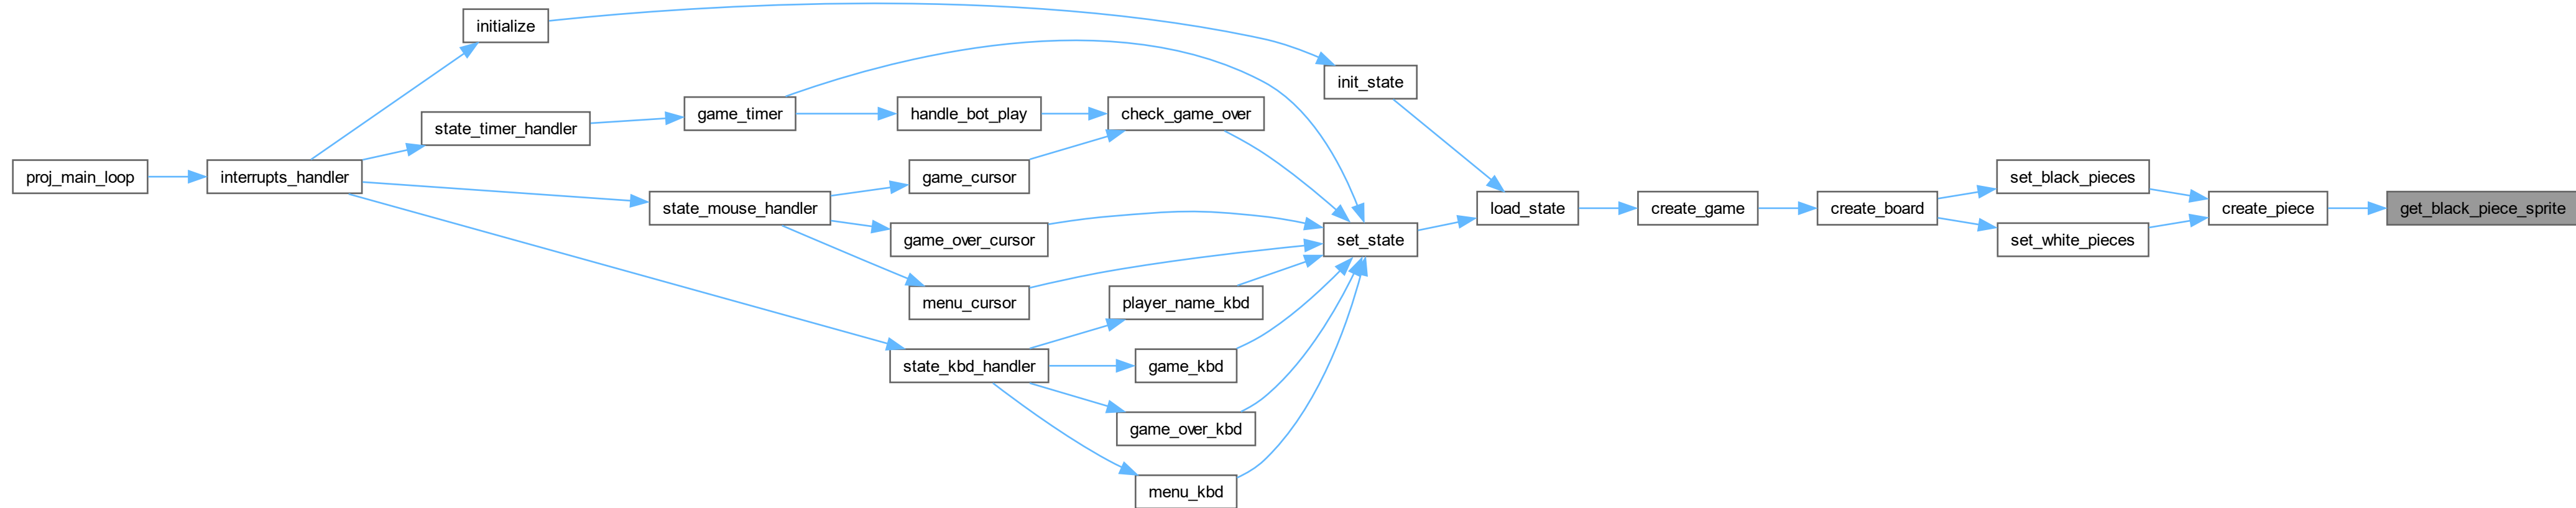 initialize
init_state
game_timer
handle_bot_play
check_game_over
state_timer_handler
proj_main_loop
interrupts_handler
game_cursor
set_black_pieces
state_mouse_handler
load_state
create_game
create_board
create_piece
get_black_piece_sprite
game_over_cursor
set_state
set_white_pieces
menu_cursor
player_name_kbd
state_kbd_handler
game_kbd
game_over_kbd
menu_kbd